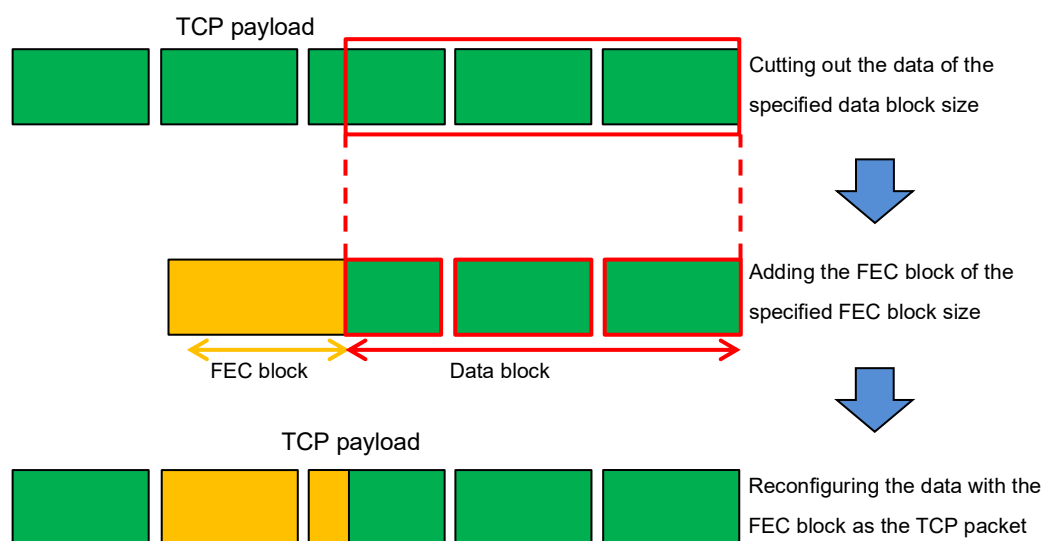 TCP payload
Cutting out the data of the
specified data block size
Adding the FEC block of the
specified FEC block size
FEC block
Data block
TCP payload
Reconfiguring the data with the
FEC block as the TCP packet